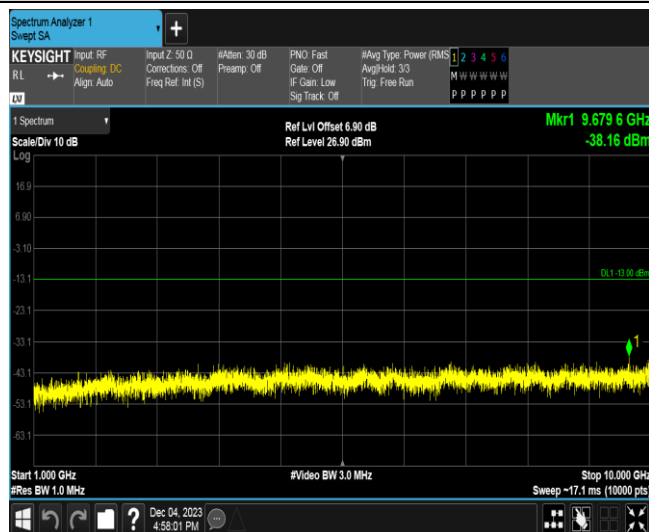 Spectrum Analyzer 1
Swept SA
+
KEYSIGHT
RL
LXI
Input: RF
Coupling: DC
Align: Auto
Input Z: 50 Ω
Corrections: Off
Freq Ref: Int (S)
#Atten: 30 dB
Preamp: Off
PNO: Fast
Gate: Off
IF Gain: Low
Sig Track: Off
#Avg Type: Power (RMS
Avg|Hold: 3/3
Trig: Free Run
1 2 3 4 5 6
M W W W W W
P P P P P P
1 Spectrum
Scale/Div 10 dB
Log
Ref Lvl Offset 6.90 dB
Ref Level 26.90 dBm
Mkr1 9.679 6 GHz
-38.16 dBm
16.9
6.90
-3.10
-13.1
DL1 -13.00 dBm
-23.1
-33.1
1
-43.1
-53.1
-63.1
Start 1.000 GHz
#Res BW 1.0 MHz
#Video BW 3.0 MHz
Stop 10.000 GHz
Sweep ~17.1 ms (10000 pts)
?
Dec 04, 2023
4:58:01 PM